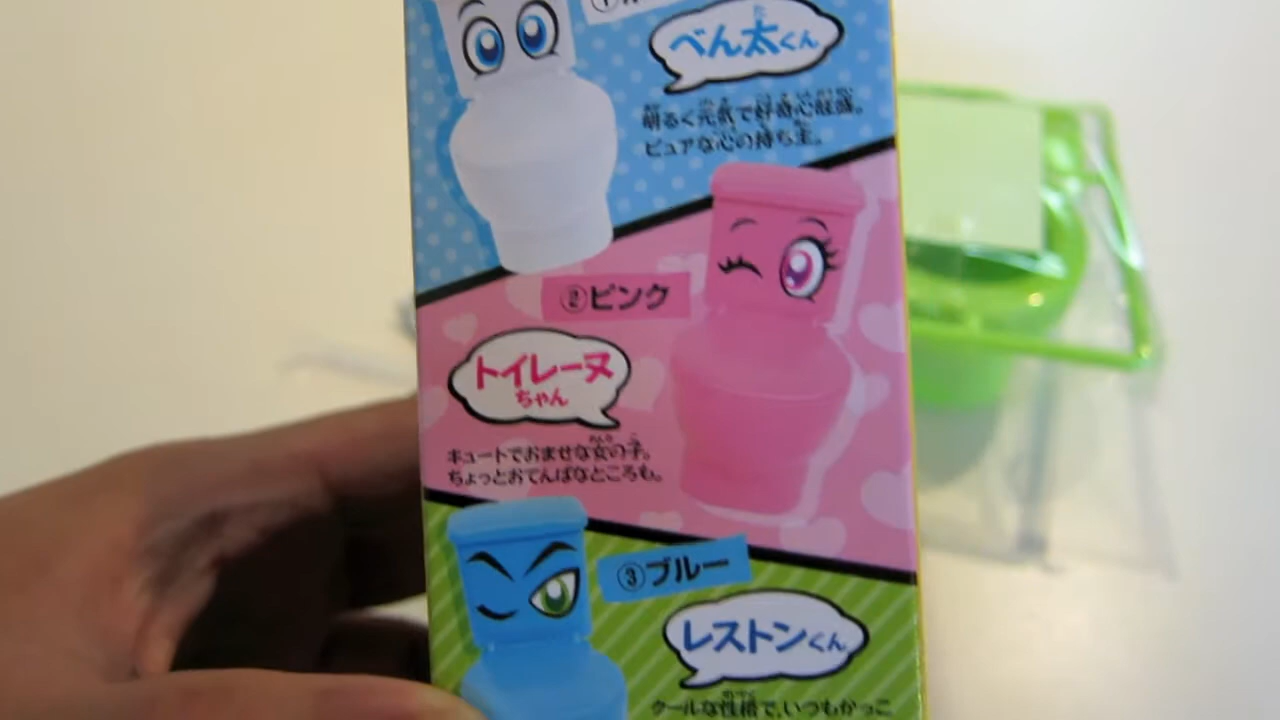 ①
べん太くん
明るく元気で好奇心旺盛。
ピュアな心の持ち主。
②ピンク
トイレーヌ
ちゃん
キュートでおませな女の子。
ちょっとおてんばなところも。
③ブルー
レストンくん
クールな性格で、いつもかっこ